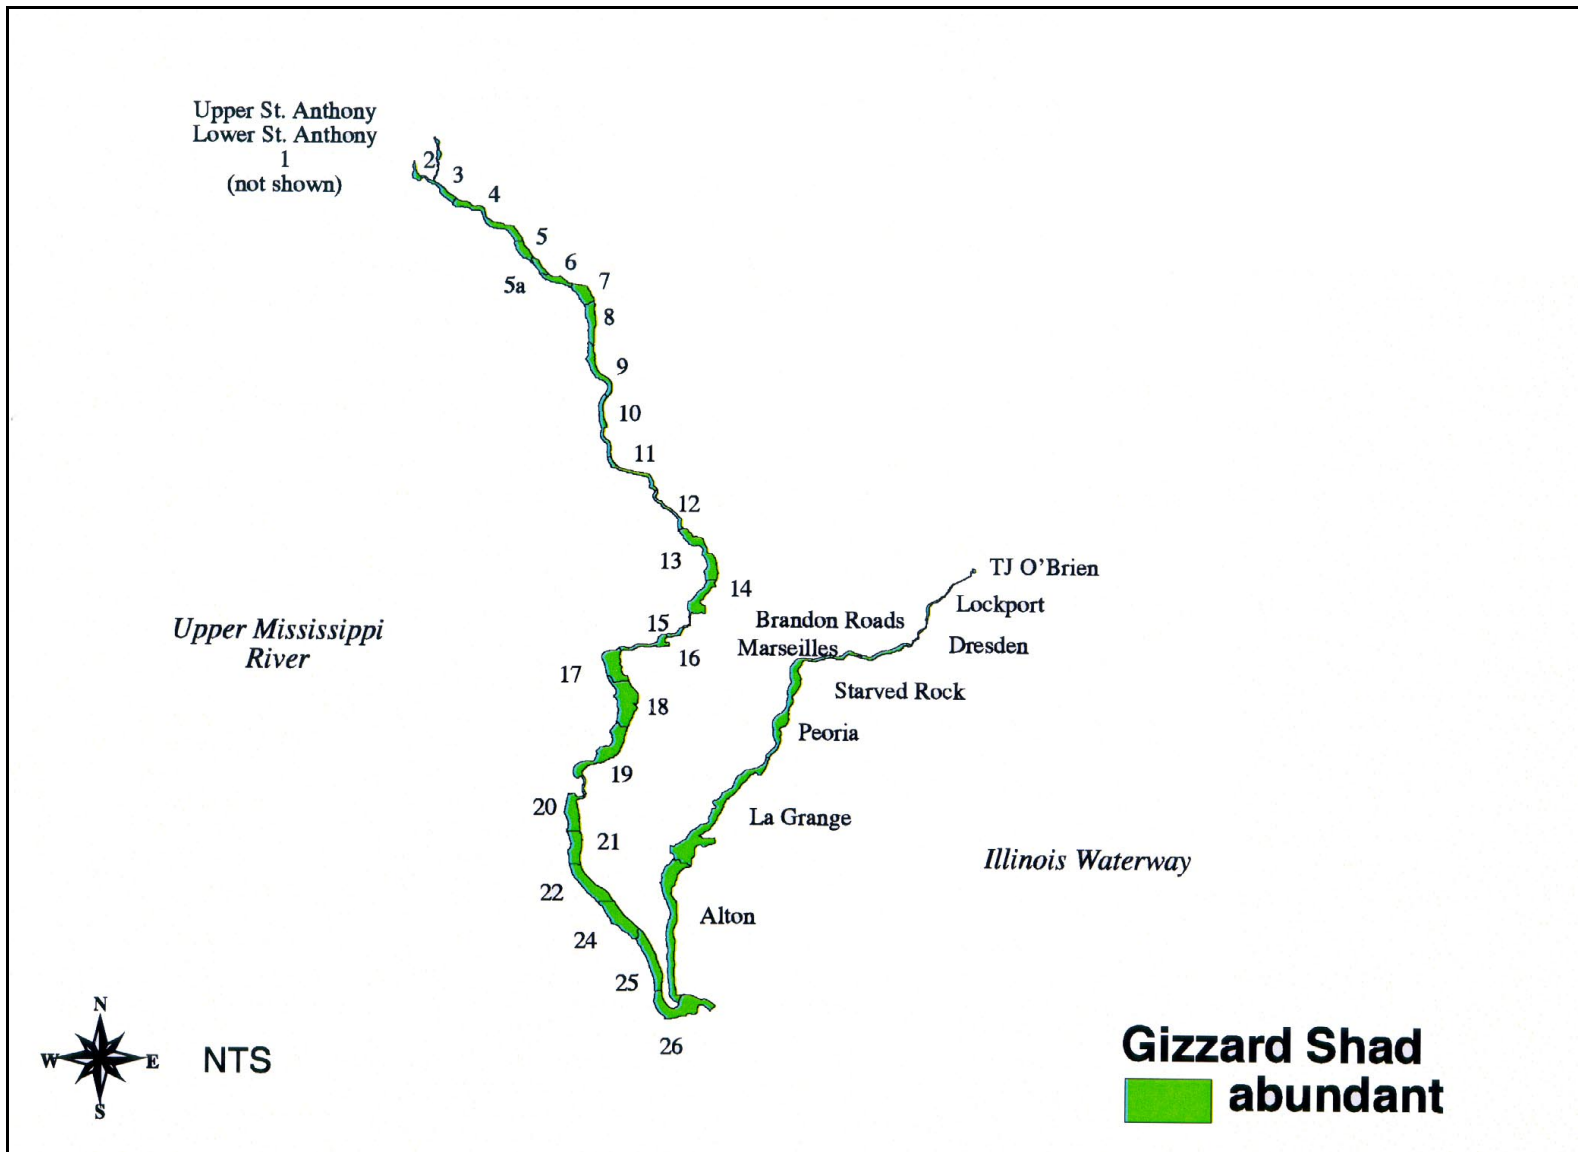 Upper St. Anthony
Lower St. Anthony
1
(not shown)
2
3
4
5
5a
6
7
8
9
10
11
12
13
14
15
16
17
18
19
20
21
22
24
25
26
TJ O'Brien
Lockport
Brandon Roads
Dresden
Marseilles
Starved Rock
Peoria
La Grange
Alton
Upper Mississippi
River
Illinois Waterway
N
W
E
S
NTS
Gizzard Shad
abundant